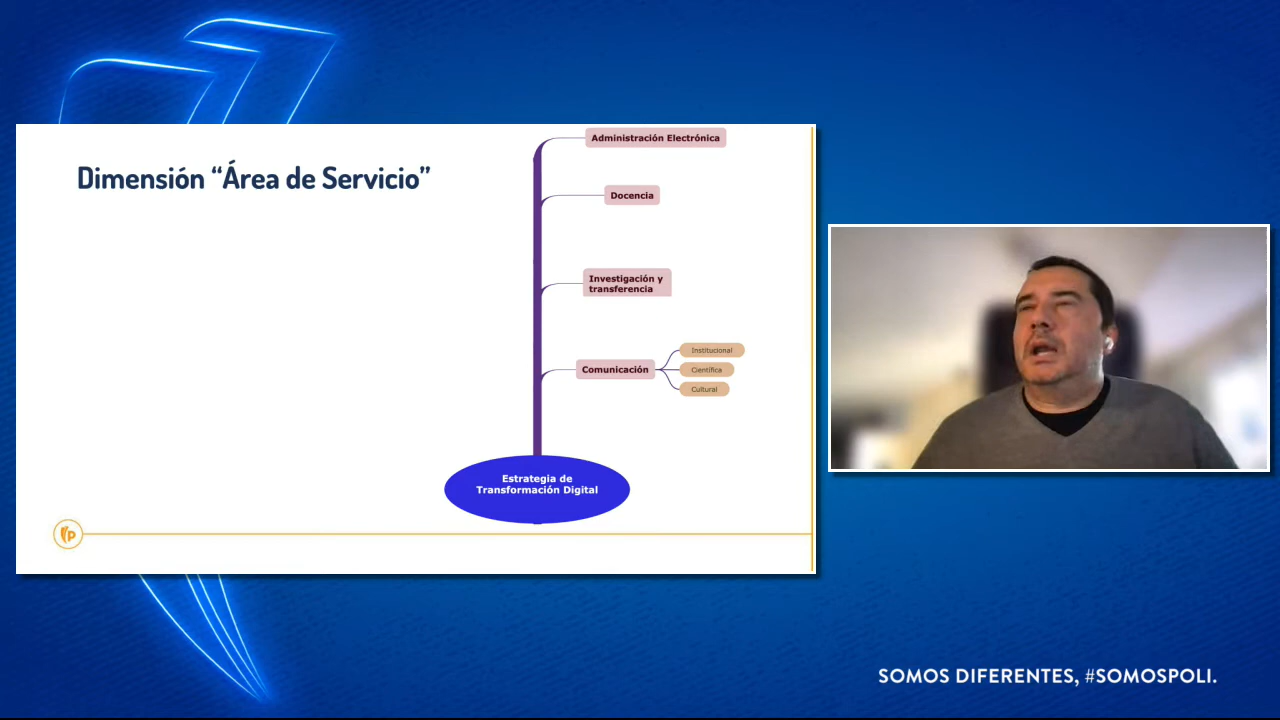 Dimensión “Área de Servicio”
Administración Electrónica
Docencia
Investigación y
transferencia
Comunicación
Institucional
Científica
Cultural
Estrategia de
Transformación Digital
P
SOMOS DIFERENTES, #SOMOSPOLI.